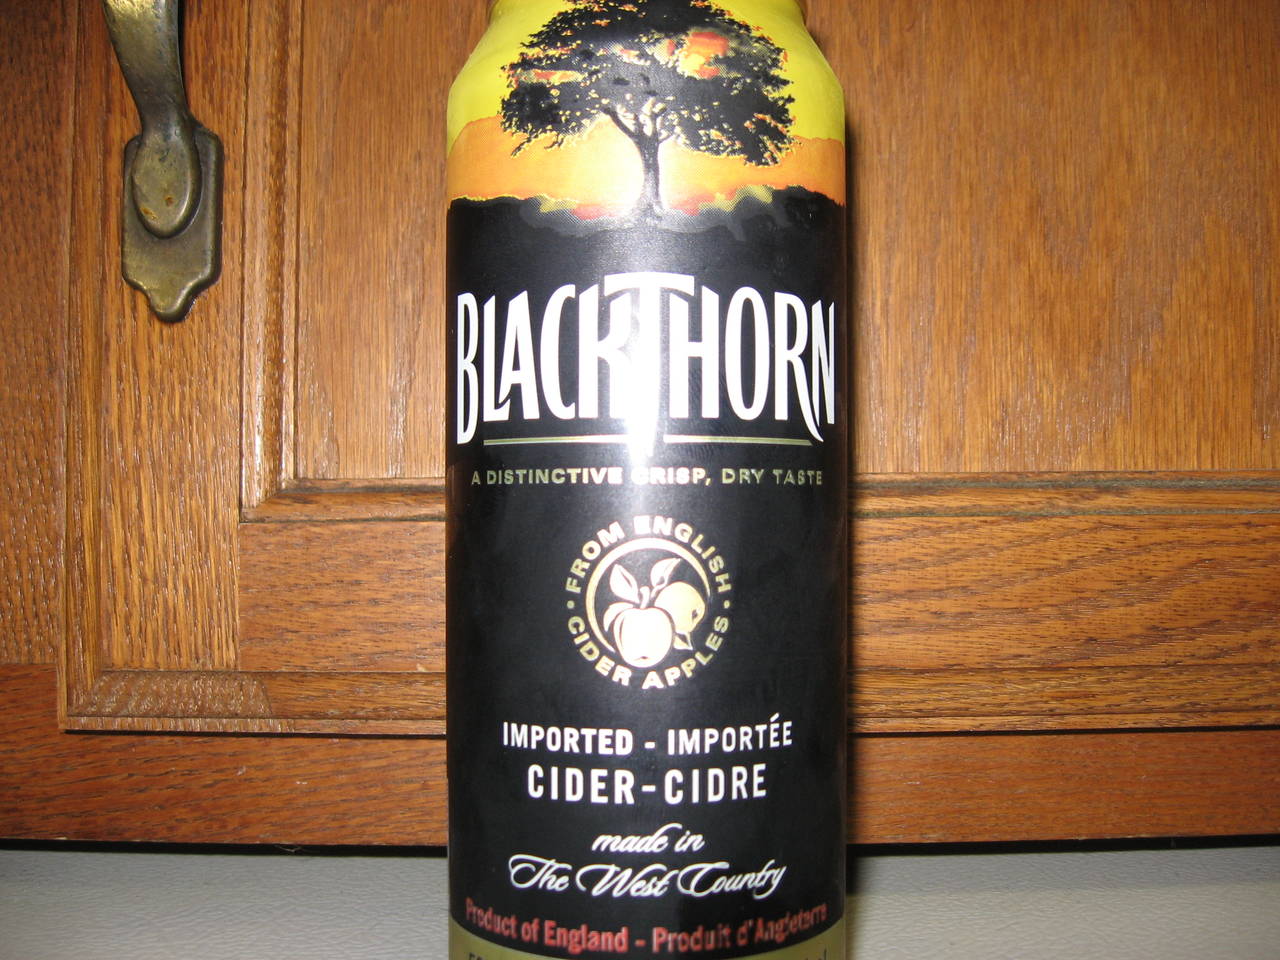 BLACKTHORN
A DISTINCTIVE CRISP, DRY TASTE
• FROM ENGLISH •
CIDER APPLES
IMPORTED - IMPORTÉE
CIDER-CIDRE
made in
The West Country
Product of England - Produit d'Angleterre